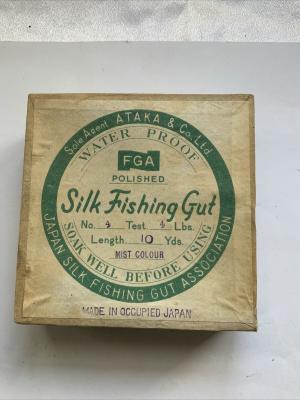 Sole Agent ATAKA & Co., Ltd
WATER PROOF
FGA
POLISHED
Silk Fishing Gut
No. 4 Test 4 Lbs.
Length 10 Yds.
MIST COLOUR
SOAK WELL BEFORE USING
JAPAN SILK FISHING GUT ASSOCIATION
MADE IN OCCUPIED JAPAN